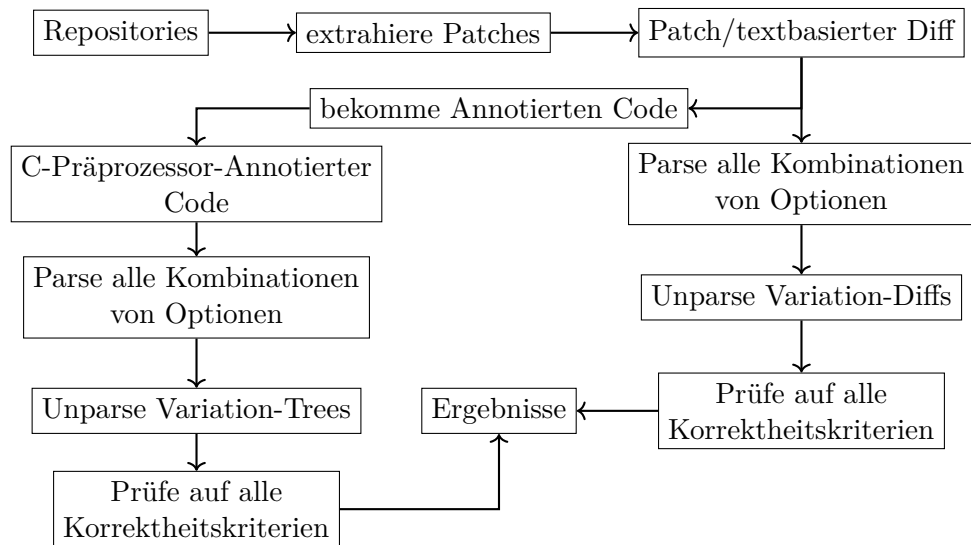 Repositories
extrahiere Patches
Patch/textbasierter Diff
bekomme Annotierten Code
C-Präprozessor-Annotierter
Code
Parse alle Kombinationen
von Optionen
Parse alle Kombinationen
von Optionen
Unparse Variation-Diffs
Unparse Variation-Trees
Ergebnisse
Prüfe auf alle
Korrektheitskriterien
Prüfe auf alle
Korrektheitskriterien